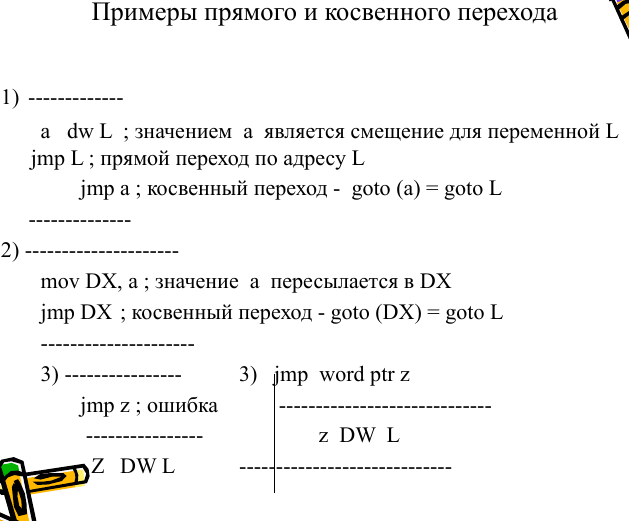 Примеры прямого и косвенного перехода
1) -------------
а dw L ; значением а является смещение для переменной L
jmp L ; прямой переход по адресу L
jmp a ; косвенный переход - goto (a) = goto L
--------------
2) ---------------------
mov DX, a ; значение а пересылается в DX
jmp DX ; косвенный переход - goto (DX) = goto L
---------------------
3) ----------------
jmp z ; ошибка
----------------
Z DW L
3) jmp word ptr z
-----------------------------
z DW L
-----------------------------